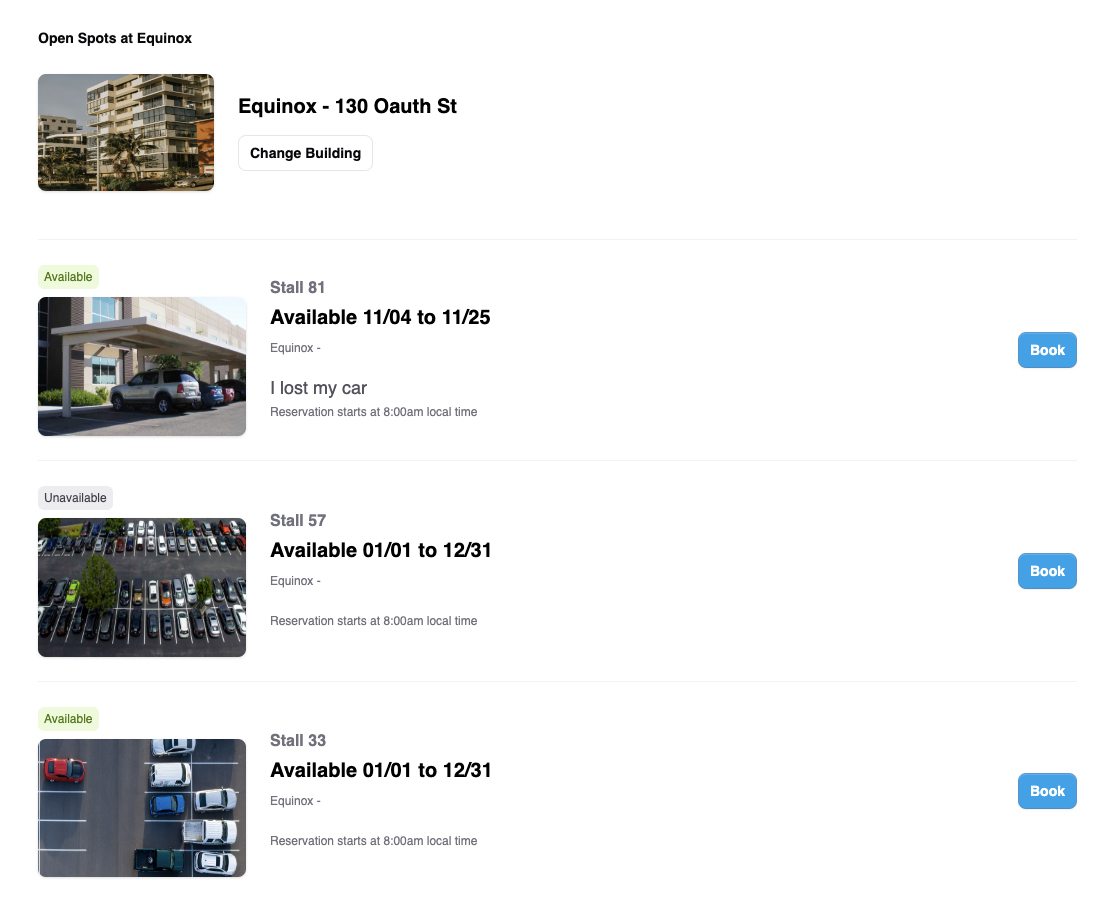 Open Spots at Equinox
Equinox - 130 Oauth St
Change Building
Available
Stall 81
Available 11/04 to 11/25
Equinox -
I lost my car
Reservation starts at 8:00am local time
Book
Unavailable
Stall 57
Available 01/01 to 12/31
Equinox -
Reservation starts at 8:00am local time
Book
Available
Stall 33
Available 01/01 to 12/31
Equinox -
Reservation starts at 8:00am local time
Book